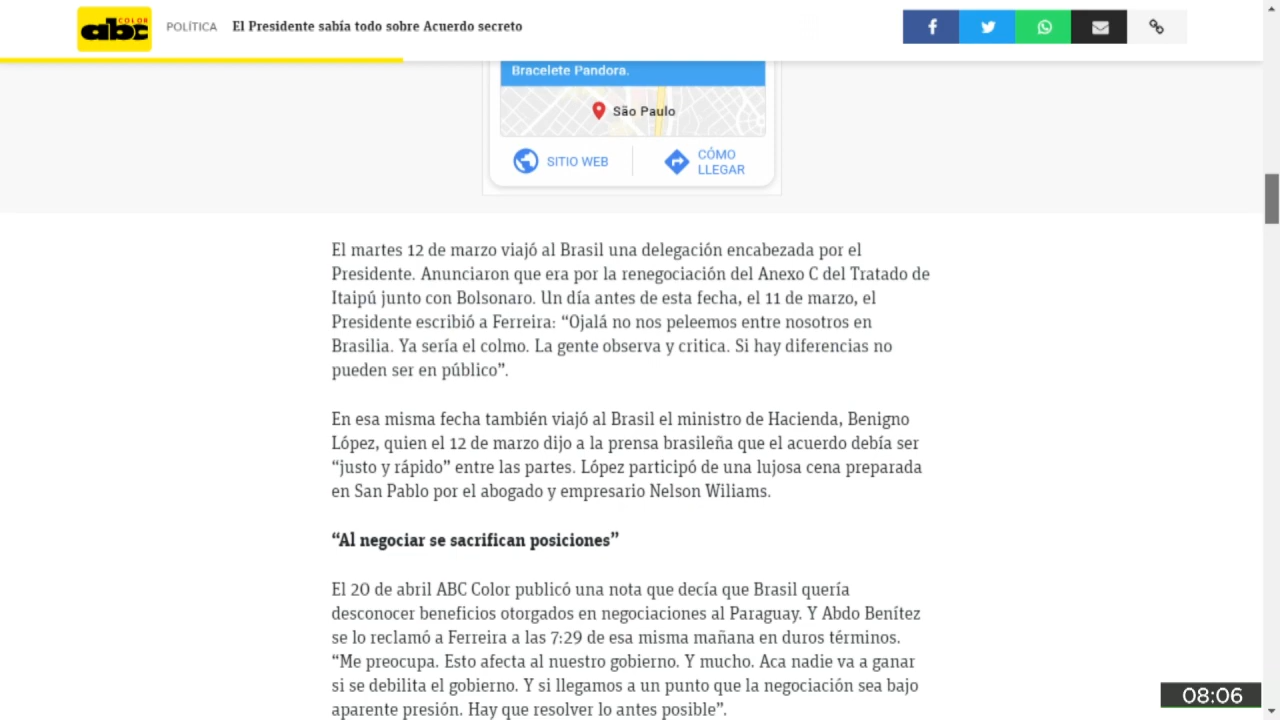 abc COLOR
POLÍTICA
El Presidente sabía todo sobre Acuerdo secreto
Bracelete Pandora.
São Paulo
SITIO WEB
CÓMO
LLEGAR
El martes 12 de marzo viajó al Brasil una delegación encabezada por el
Presidente. Anunciaron que era por la renegociación del Anexo C del Tratado de
Itaipú junto con Bolsonaro. Un día antes de esta fecha, el 11 de marzo, el
Presidente escribió a Ferreira: “Ojalá no nos peleemos entre nosotros en
Brasilia. Ya sería el colmo. La gente observa y critica. Si hay diferencias no
pueden ser en público”.
En esa misma fecha también viajó al Brasil el ministro de Hacienda, Benigno
López, quien el 12 de marzo dijo a la prensa brasileña que el acuerdo debía ser
“justo y rápido” entre las partes. López participó de una lujosa cena preparada
en San Pablo por el abogado y empresario Nelson Wiliams.
“Al negociar se sacrifican posiciones”
El 20 de abril ABC Color publicó una nota que decía que Brasil quería
desconocer beneficios otorgados en negociaciones al Paraguay. Y Abdo Benítez
se lo reclamó a Ferreira a las 7:29 de esa misma mañana en duros términos.
“Me preocupa. Esto afecta al nuestro gobierno. Y mucho. Aca nadie va a ganar
si se debilita el gobierno. Y si llegamos a un punto que la negociación sea bajo
aparente presión. Hay que resolver lo antes posible”.
08:06